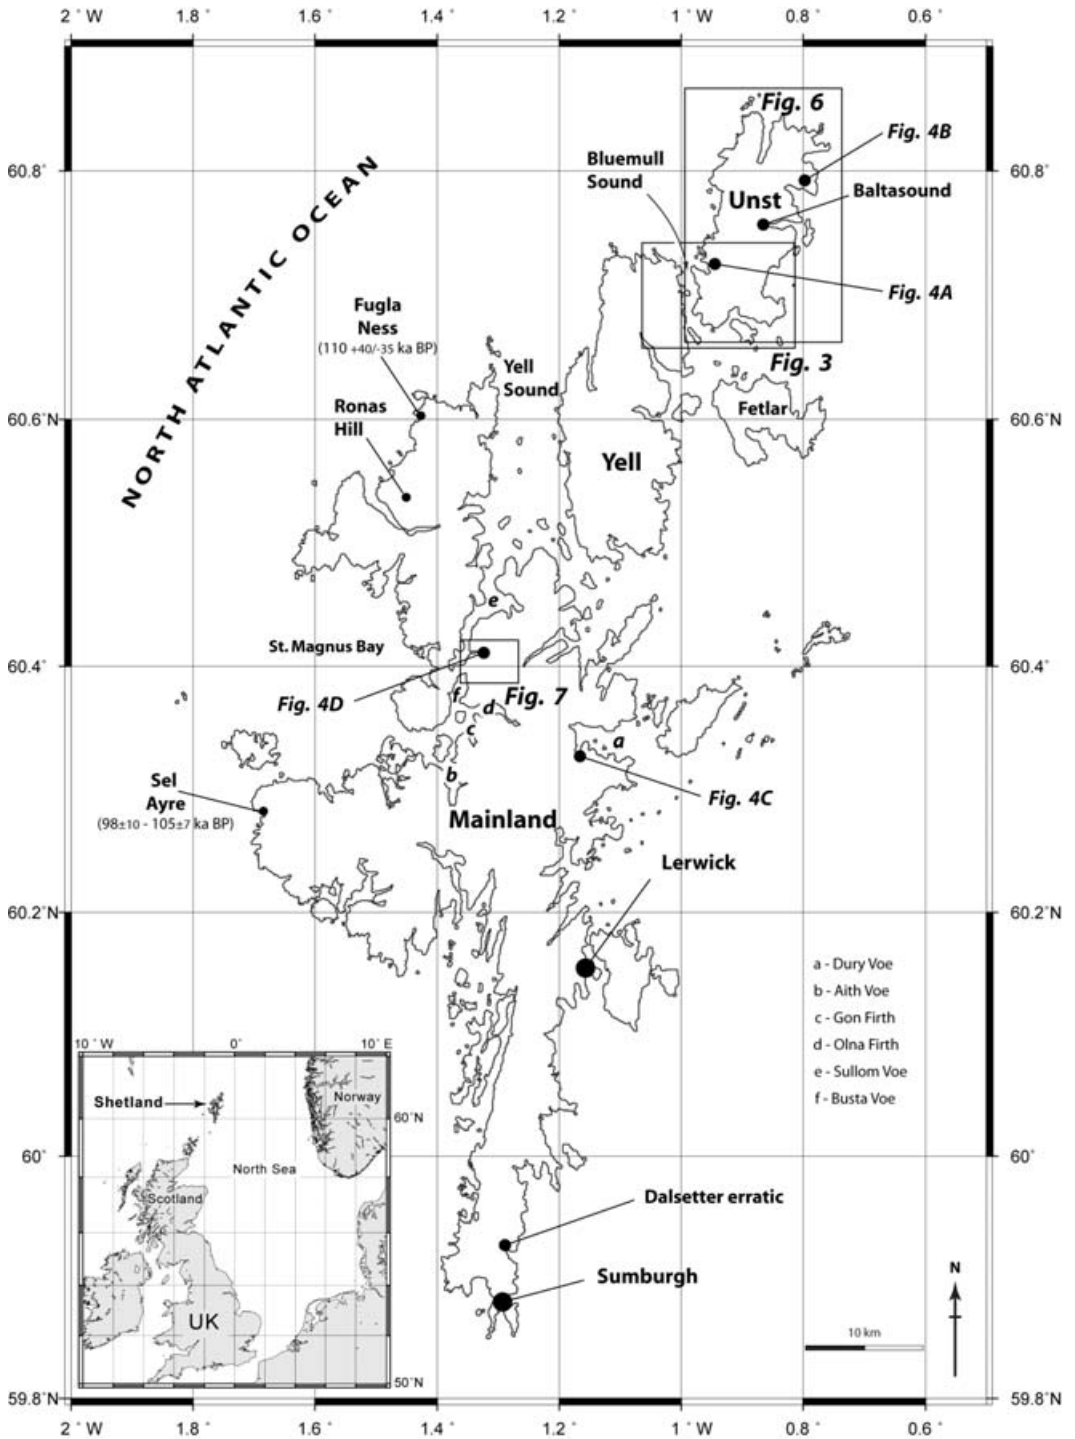 2 ° W 1.8 ° 1.6 ° 1.4 ° 1.2 ° 1 ° W 0.8 ° 0.6 °
Fig. 6
Fig. 4B
Bluemull
Sound
60.8° 60.8°
Unst
Baltasound
NORTH ATLANTIC OCEAN
Fig. 4A
Fugla
Ness
(110 +40/-35 ka BP)
Yell
Sound
Fig. 3
Ronas
Hill
Fetlar
60.6°N 60.6°N
Yell
e
St. Magnus Bay
60.4° 60.4°
Fig. 4D
f
Fig. 7
d
c
a
b
Sel
Ayre
(98±10 - 105±7 ka BP)
Fig. 4C
Mainland
Lerwick
60.2°N 60.2°N
a - Dury Voe
b - Aith Voe
c - Gon Firth
d - Olna Firth
e - Sullom Voe
f - Busta Voe
10 ° W 0° 10 ° E
Norway
Shetland
60°N
North Sea
Scotland
UK
50°N
60° 60°
Dalsetter erratic
Sumburgh
N
10 km
59.8°N 59.8°N
2 ° W 1.8 ° 1.6 ° 1.4 ° 1.2 ° 1 ° W 0.8 ° 0.6 °